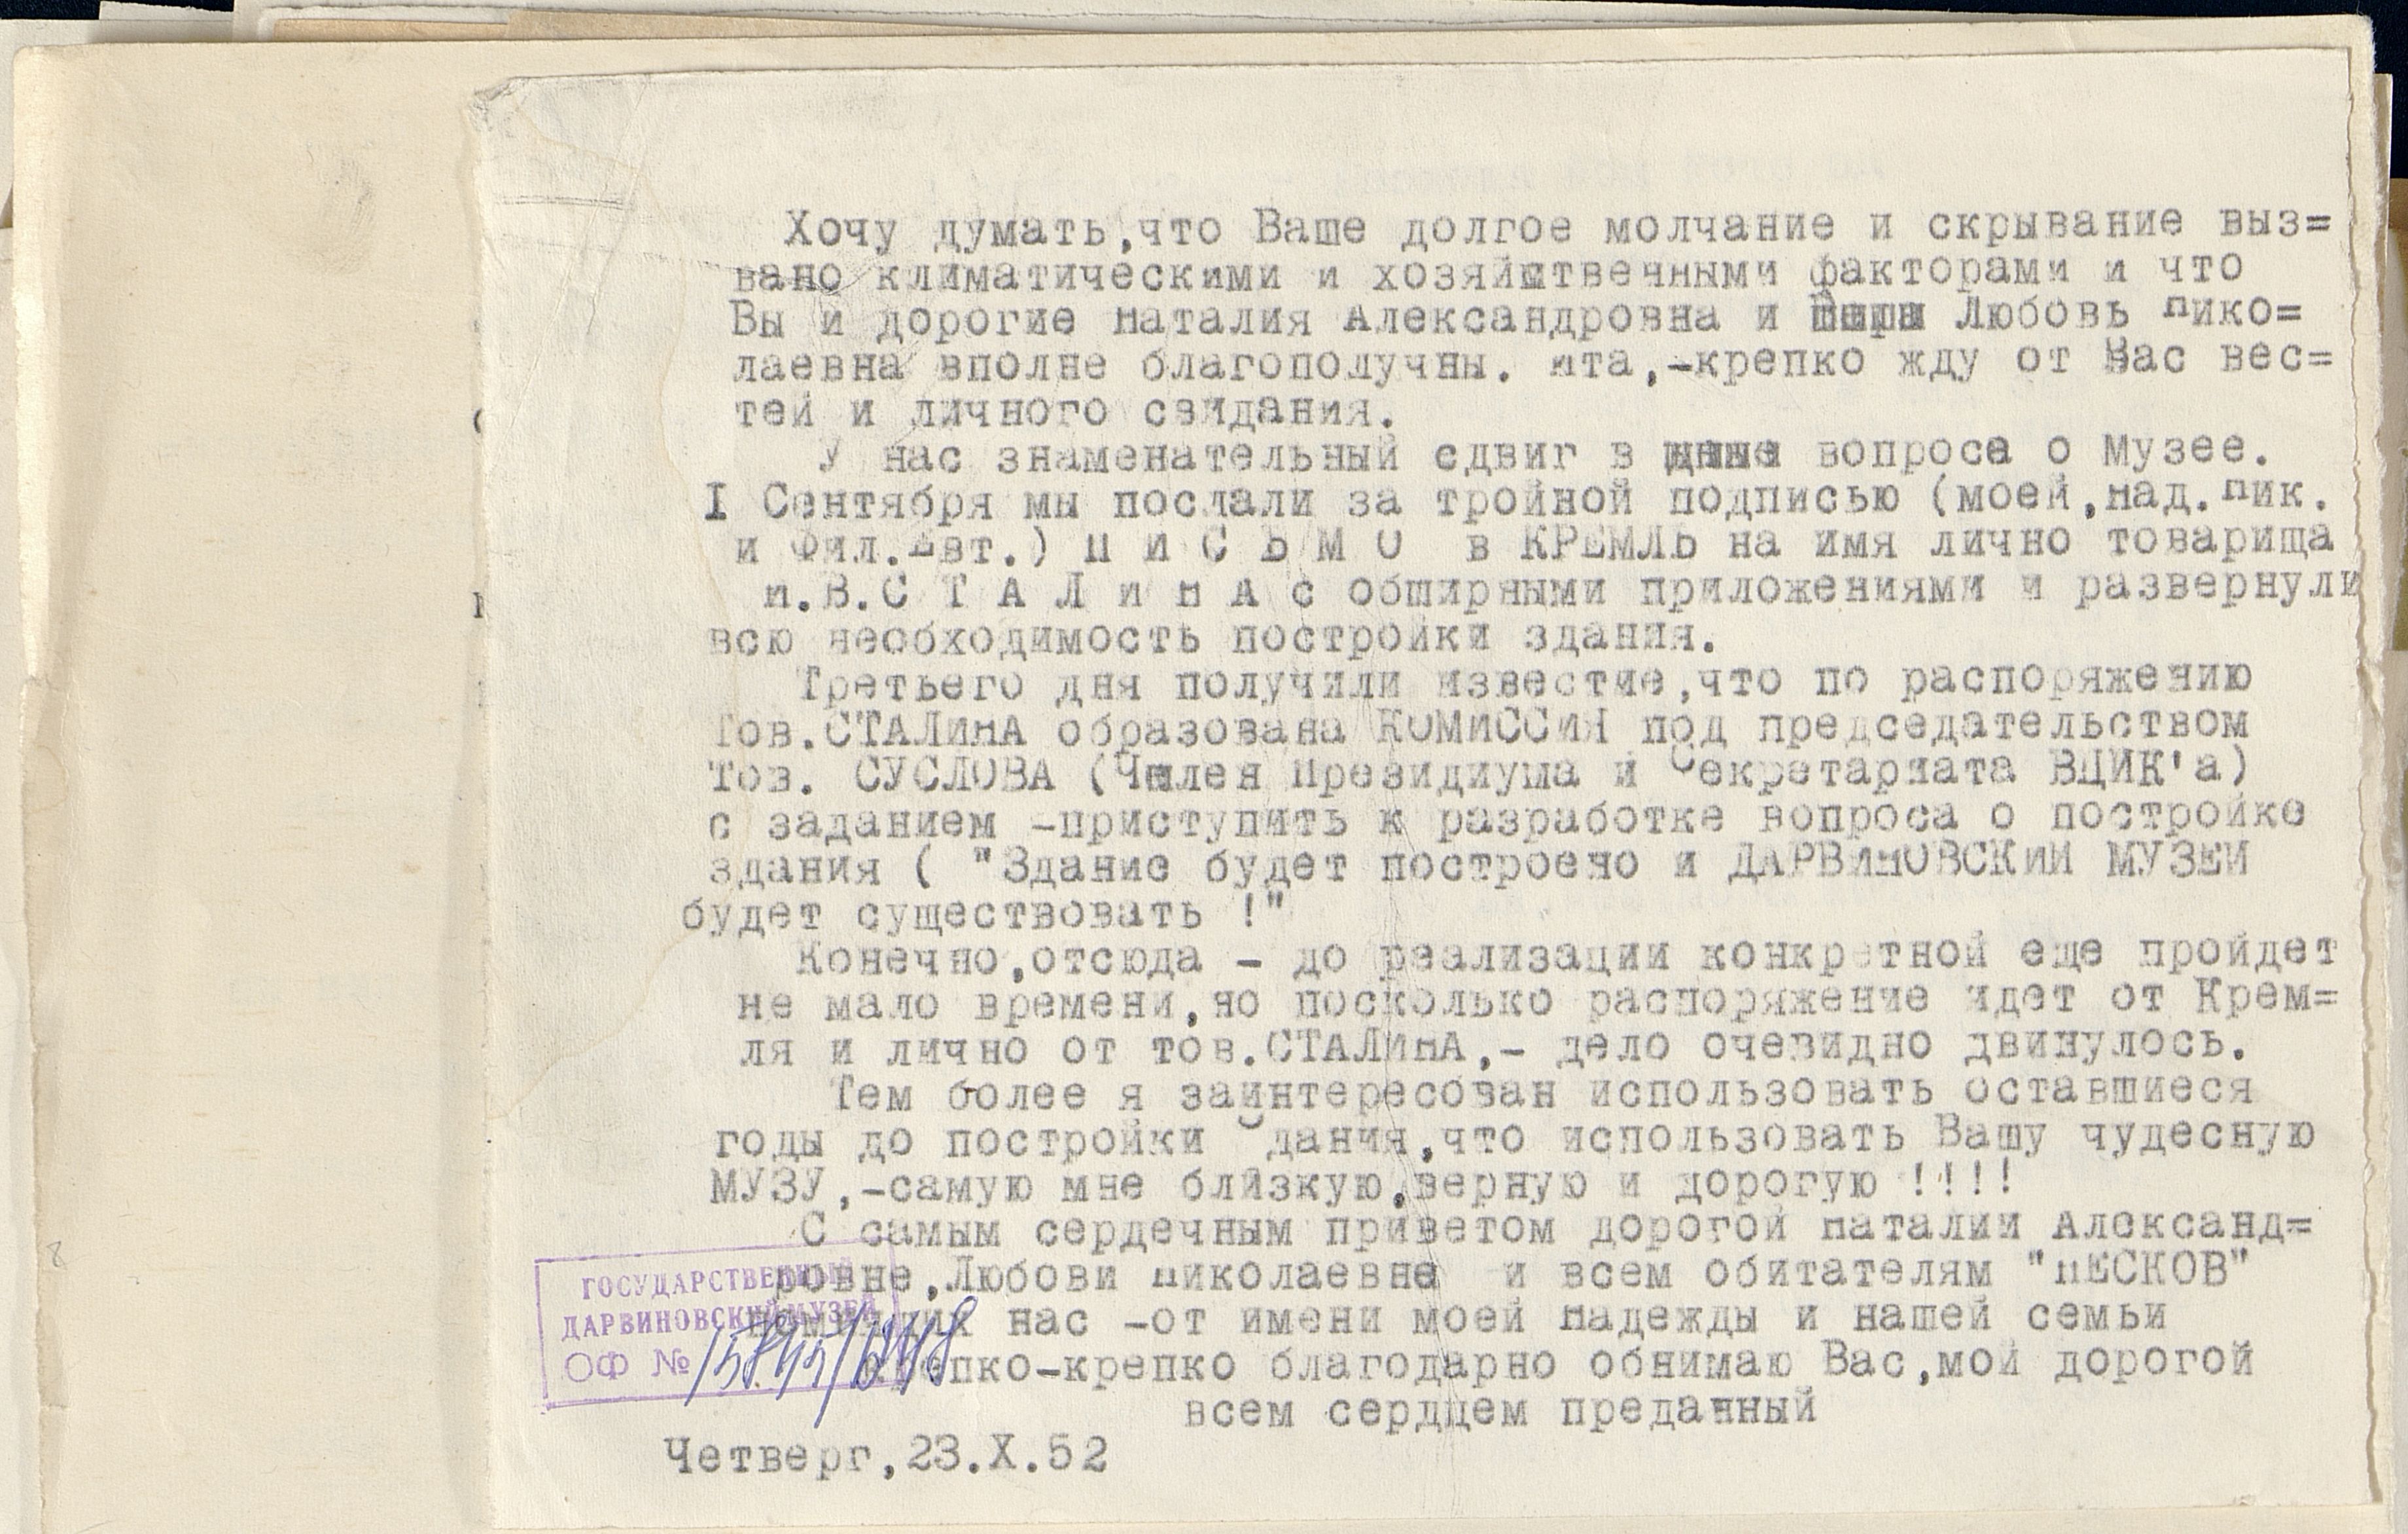 Хочу думать,что Ваше долгое молчание и скрывание выз=
вано климатическими и хозяйштвенными факторами и что
Вы и дорогие Наталия Александровна и Любовь Нико=
лаевна вполне благополучны. Ита,-крепко жду от Вас вес=
тей и личного свидания.
У нас знаменательный сдвиг в вопроса о Музее.
I Сентября мы послали за тройной подписью (моей,Над.Ник.
и Фил.Авт.) П И С Ь М О в КРЕМЛЬ на имя лично товарища
И.В.С Т А Л И Н А с обширными приложениями и развернули
всю необходимость постройки здания.
Третьего дня получили известие,что по распоряжению
Тов.СТАЛИНА образована КОМИССИЯ под председательством
Тов. СУСЛОВА (Член Президиума и Секретариата ВЦИК'а)
с заданием -приступить к разработке вопроса о постройке
здания ( "Здание будет построено и ДАРВИНОВСКИЙ МУЗЕЙ
будет существовать !"
Конечно,отсюда - до реализации конкретной еще пройдет
не мало времени,но посколько распоряжение идет от Крем=
ля и лично от тов.СТАЛИНА,- дело очевидно двинулось.
Тем более я заинтересован использовать оставшиеся
годы до постройки Здания,что использовать Вашу чудесную
МУЗУ,-самую мне близкую,верную и дорогую !!!!
С самым сердечным приветом дорогой Наталии Александ=
ровне,Любови Николаевне и всем обитателям "ПЕСКОВ"
нас -от имени моей Надежды и нашей семьи
крепко-крепко благодарно обнимаю Вас,мой дорогой
всем сердцем преданный
Четверг,23.X.52
ГОСУДАРСТВЕННЫЙ
ДАРВИНОВСКИЙ МУЗЕЙ
ОФ №